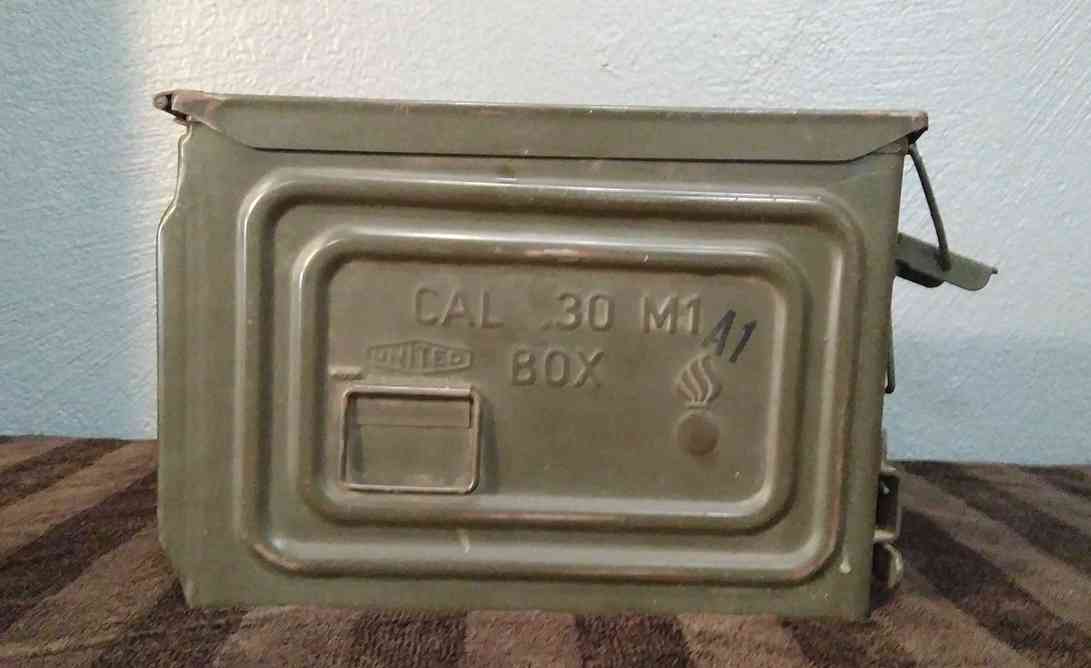 CAL .30 M1 A1
UNITED BOX